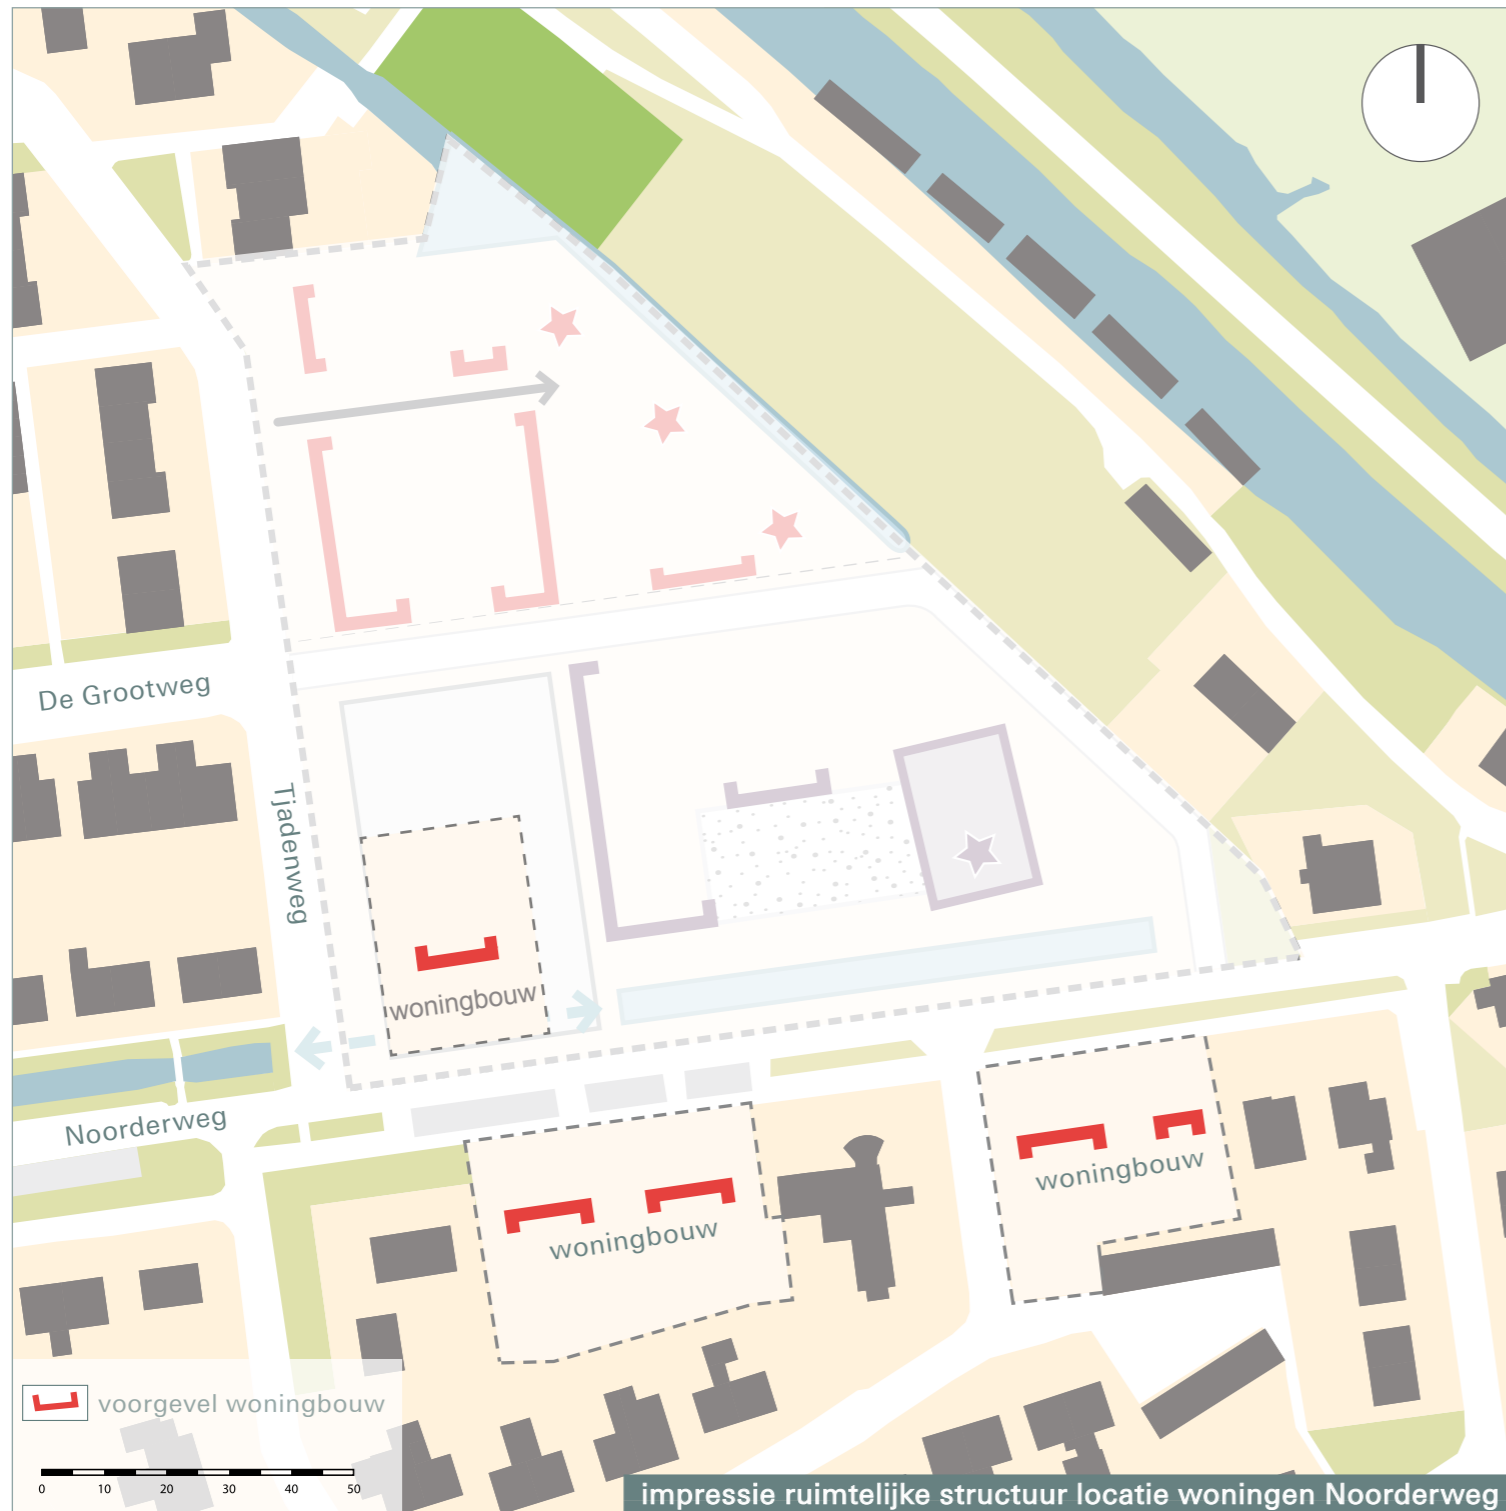 De Grootweg
Tjadenweg
woningbouw
Noorderweg
woningbouw
woningbouw
voorgevel woningbouw
0 10 20 30 40 50
impressie ruimtelijke structuur locatie woningen Noorderweg